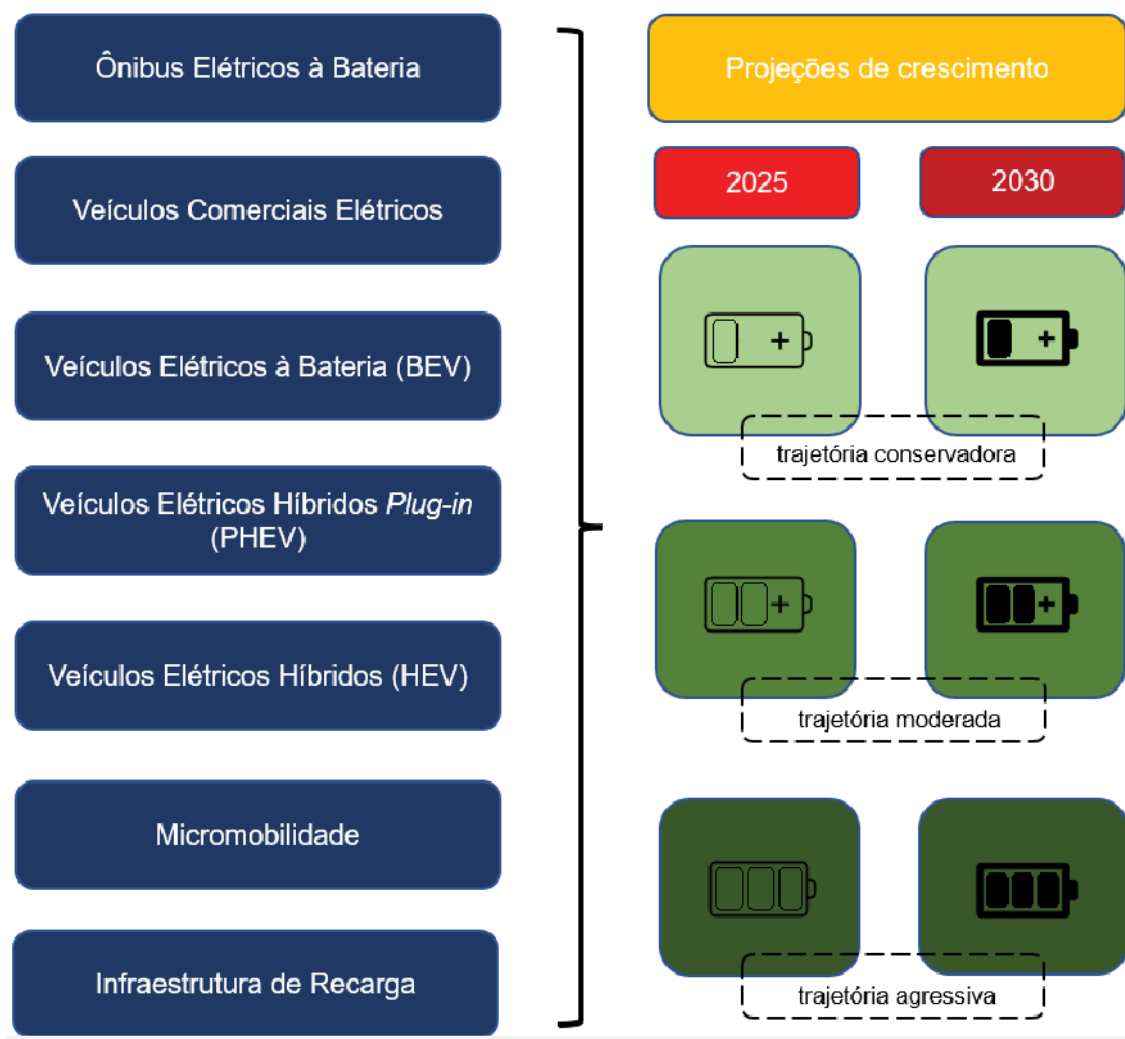 Ônibus Elétricos à Bateria
Veículos Comerciais Elétricos
Veículos Elétricos à Bateria (BEV)
Veículos Elétricos Híbridos Plug-in
(PHEV)
Veículos Elétricos Híbridos (HEV)
Micromobilidade
Infraestrutura de Recarga
Projeções de crescimento
2025
2030
trajetória conservadora
trajetória moderada
trajetória agressiva